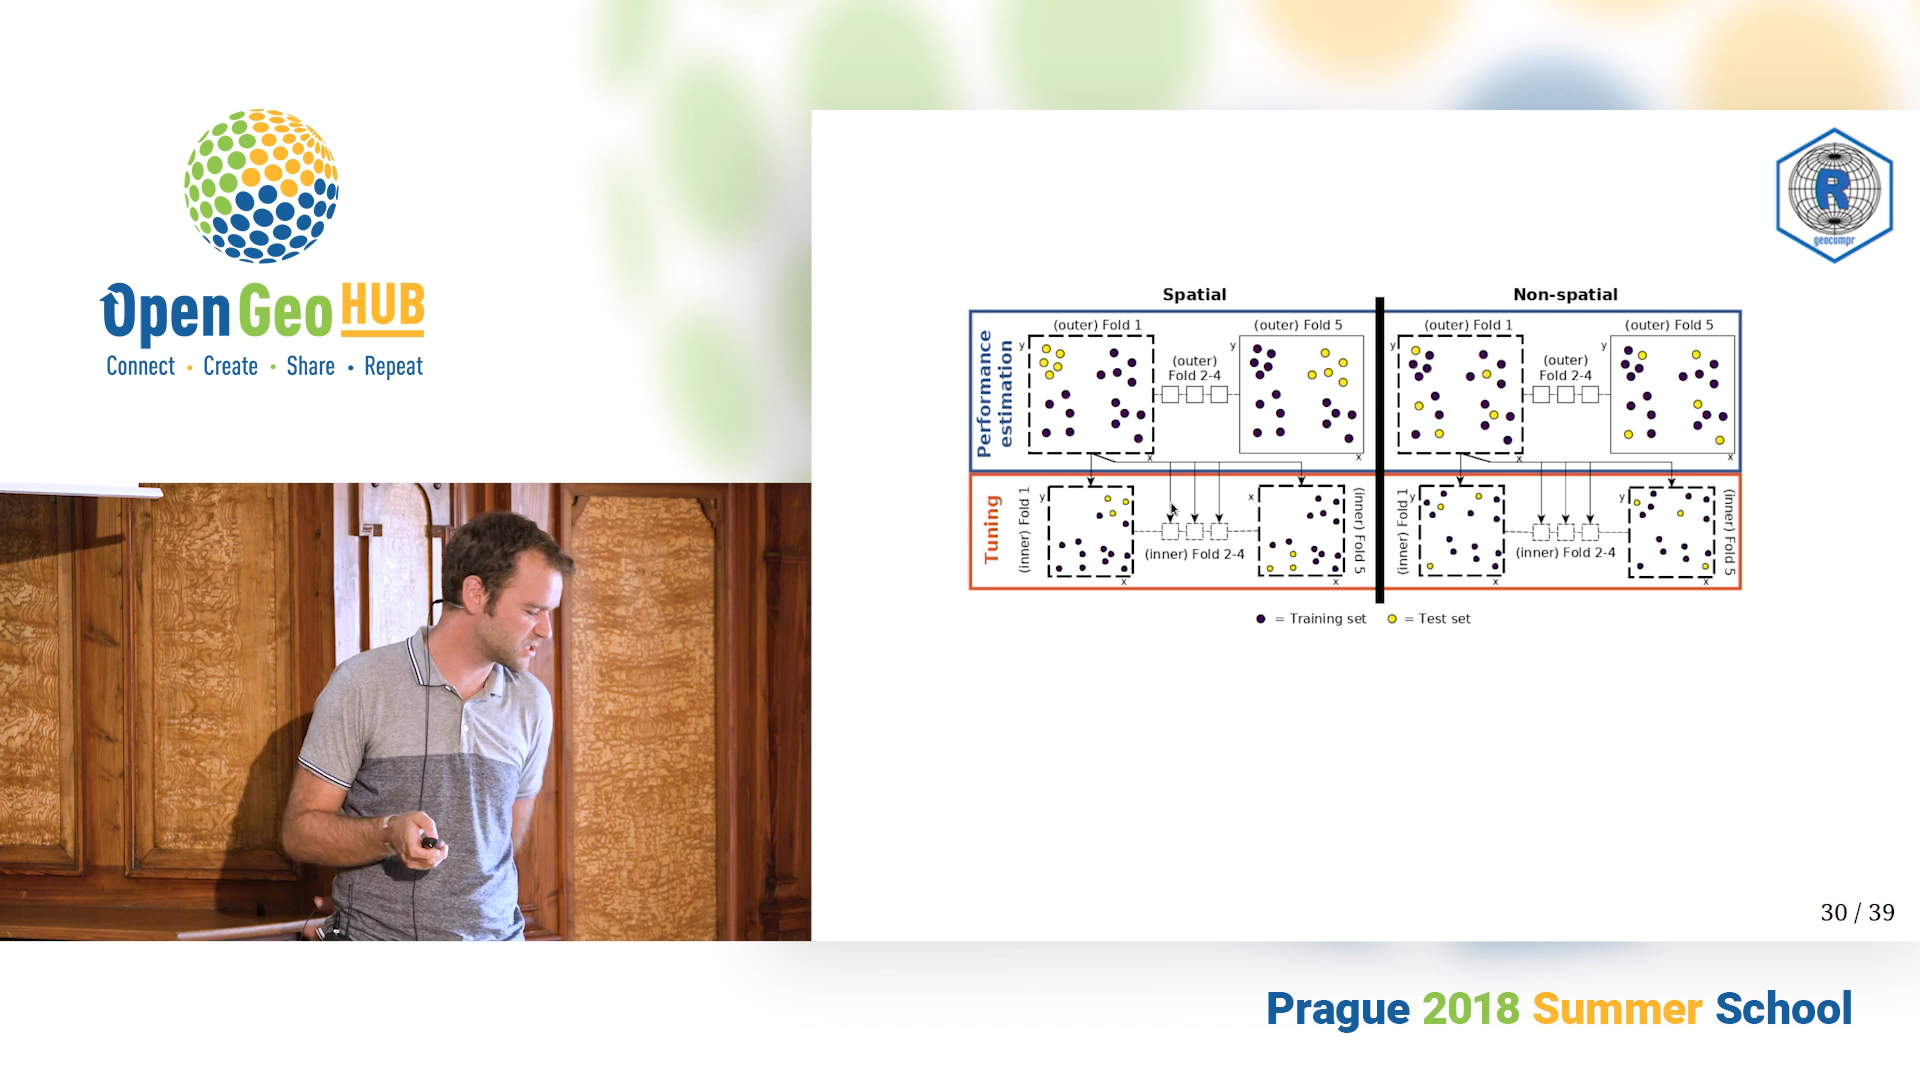 Open Geo HUB
Connect • Create • Share • Repeat
R
geocompr
Spatial
Non-spatial
Performance
estimation
(outer) Fold 1
(outer)
Fold 2-4
(outer) Fold 5
(outer) Fold 1
(outer)
Fold 2-4
(outer) Fold 5
y
x
y
x
y
x
y
x
Tuning
(inner) Fold 1
y
x
(inner) Fold 2-4
x
x
(inner) Fold 5
(inner) Fold 1
y
x
(inner) Fold 2-4
y
x
(inner) Fold 5
= Training set
= Test set
30 / 39
Prague 2018 Summer School